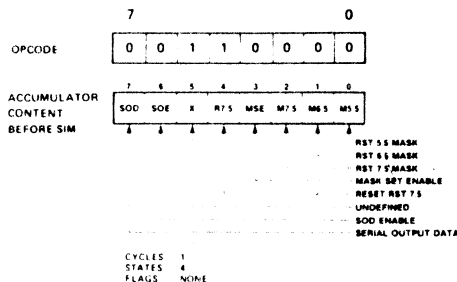 7 0
OPCODE 0 0 1 1 0 0 0 0
7 6 5 4 3 2 1 0
ACCUMULATOR
CONTENT
BEFORE SIM
SOD SOE X R7 5 MSE M7 5 M6 5 M5 5
RST 5 5 MASK
RST 6 5 MASK
RST 7 5 MASK
MASK SET ENABLE
RESET RST 7 5
UNDEFINED
SOD ENABLE
SERIAL OUTPUT DATA
CYCLES 1
STATES 4
FLAGS NONE